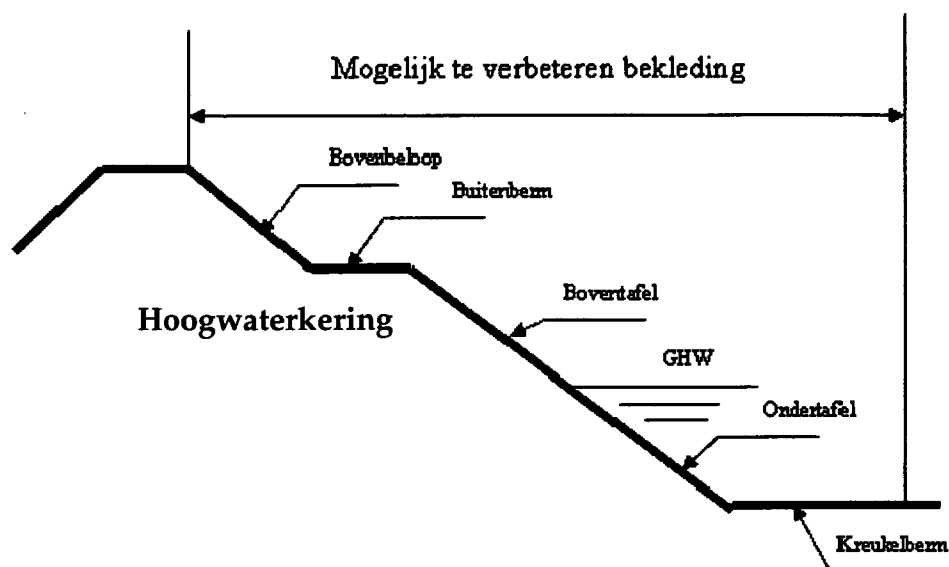 Mogelijk te verbeteren bekleding
Bovenbeloop
Buitenberm
Boventafel
Hoogwaterkering
GHW
Ondertafel
Kreukelberm